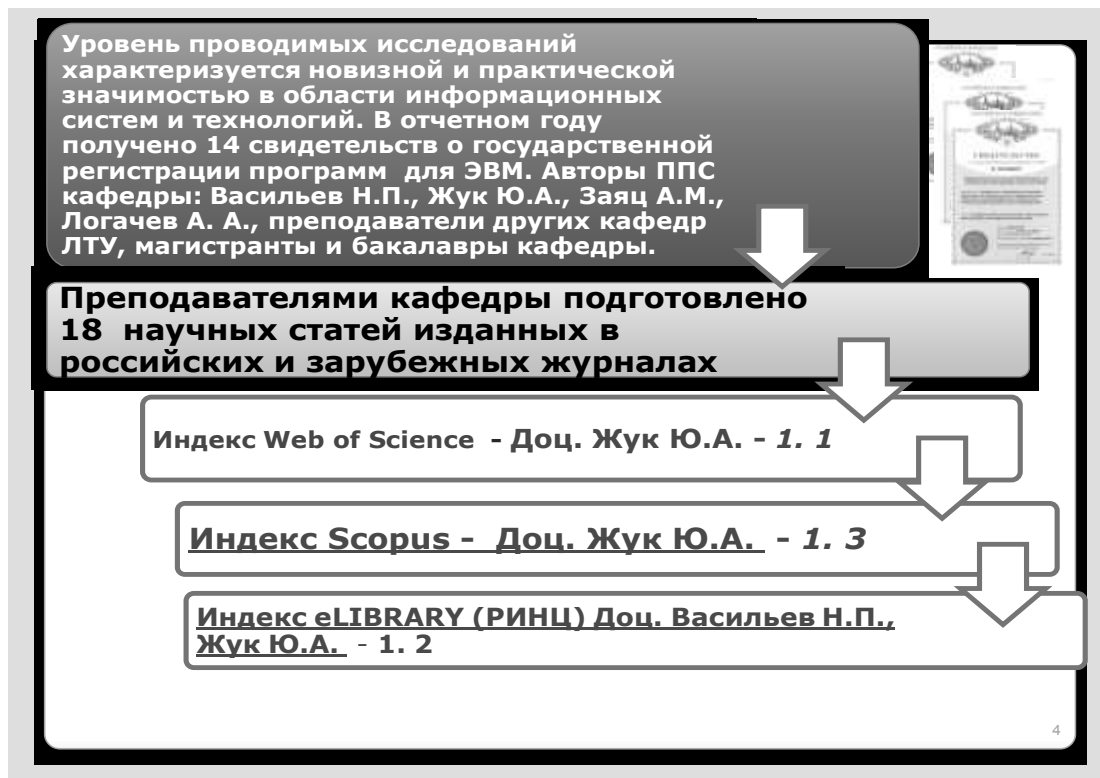 Уровень проводимых исследований
характеризуется новизной и практической
значимостью в области информационных
систем и технологий. В отчетном году
получено 14 свидетельств о государственной
регистрации программ  для ЭВМ. Авторы ППС
кафедры: Васильев Н.П., Жук Ю.А., Заяц А.М.,
Логачев А. А., преподаватели других кафедр
ЛТУ, магистранты и бакалавры кафедры.
Преподавателями кафедры подготовлено
18  научных статей изданных в
российских и зарубежных журналах
Индекс Web of Science  - Доц. Жук Ю.А. - 1. 1
Индекс Scopus -  Доц. Жук Ю.А.  - 1. 3
Индекс eLIBRARY (РИНЦ) Доц. Васильев Н.П.,
Жук Ю.А.  - 1. 2
4